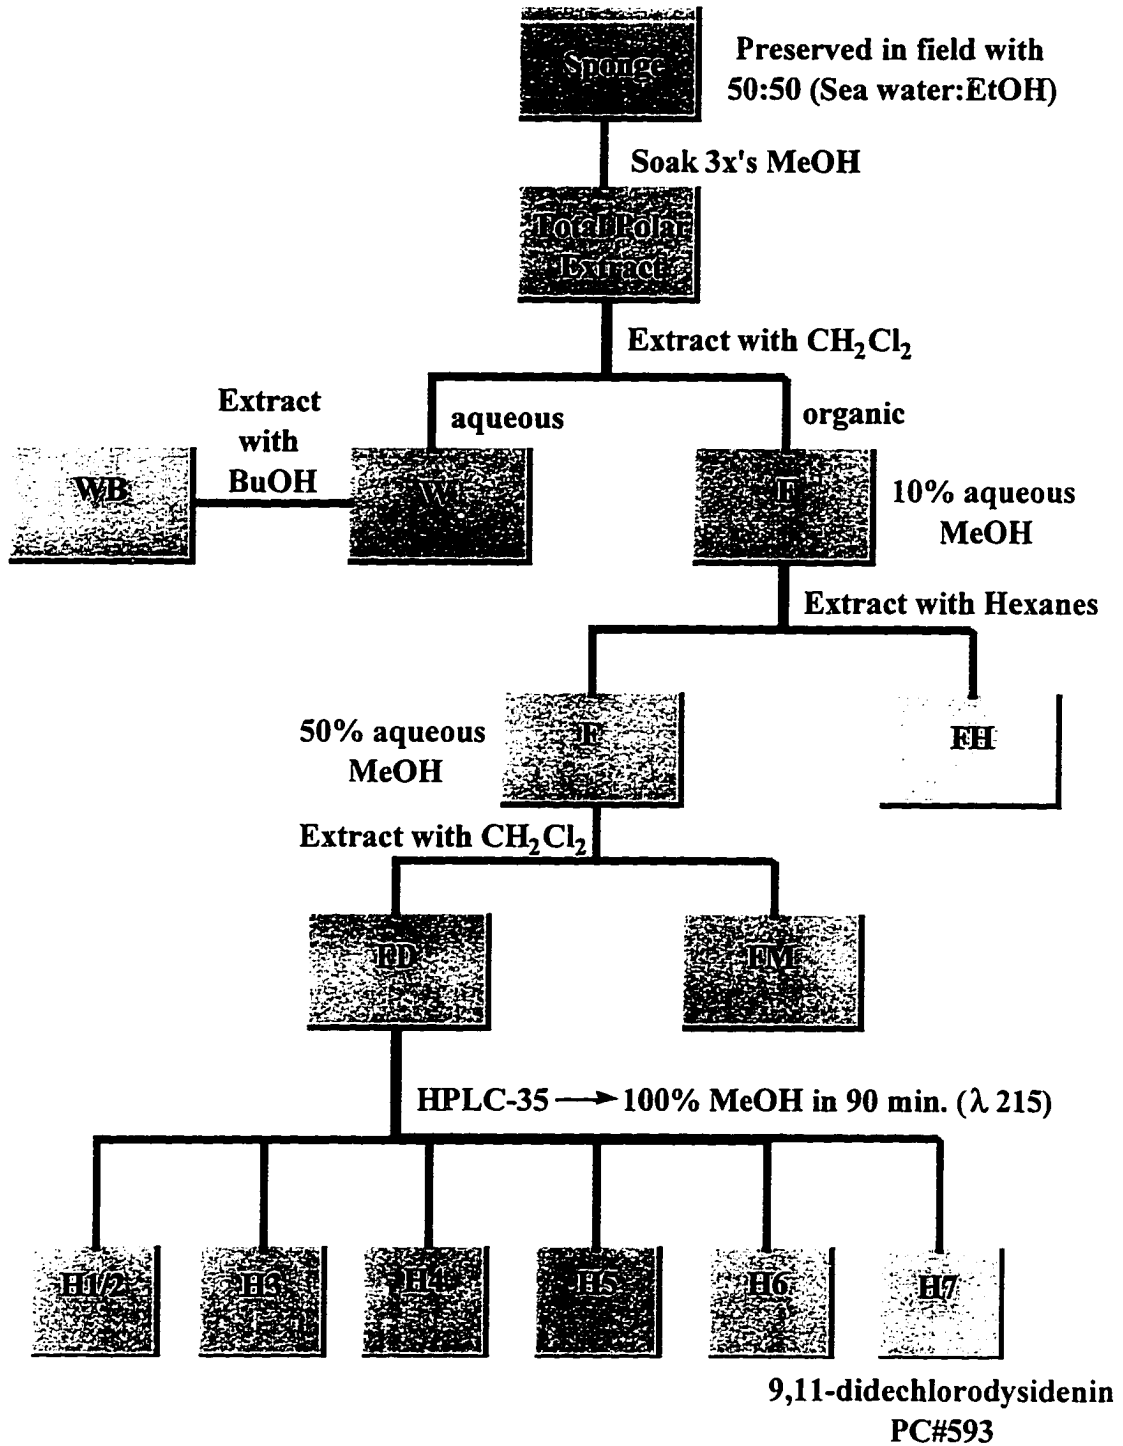 Sponge
Preserved in field with
50:50 (Sea water:EtOH)
Soak 3x's MeOH
Total Polar
Extract
Extract with CH₂Cl₂
Extract
with
BuOH
aqueous
organic
WB
W
F
10% aqueous
MeOH
Extract with Hexanes
50% aqueous
MeOH
F
FH
Extract with CH₂Cl₂
FD
FM
HPLC-35 → 100% MeOH in 90 min. (λ 215)
H1/2
H3
H4
H5
H6
H7
9,11-didechlorodysidenin
PC#593